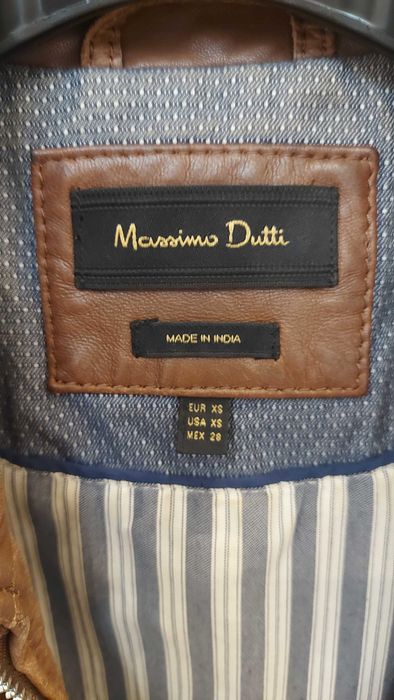 Massimo Dutti
MADE IN INDIA
EUR XS
USA XS
MEX 28